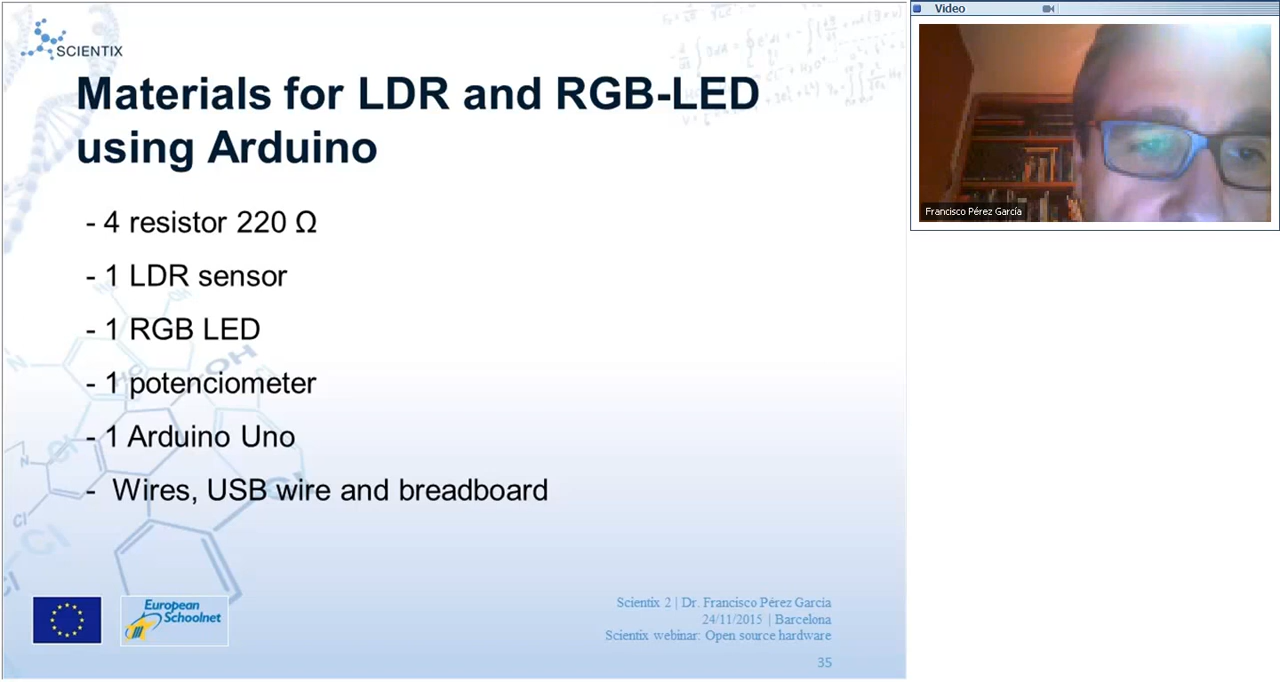 SCIENTIX
Materials for LDR and RGB-LED
using Arduino
- 4 resistor 220 Ω
- 1 LDR sensor
- 1 RGB LED
- 1 potenciometer
- 1 Arduino Uno
- Wires, USB wire and breadboard
European
Schoolnet
Scientix 2 | Dr. Francisco Pérez García
24/11/2015 | Barcelona
Scientix webinar: Open source hardware
35
Video
Francisco Pérez García